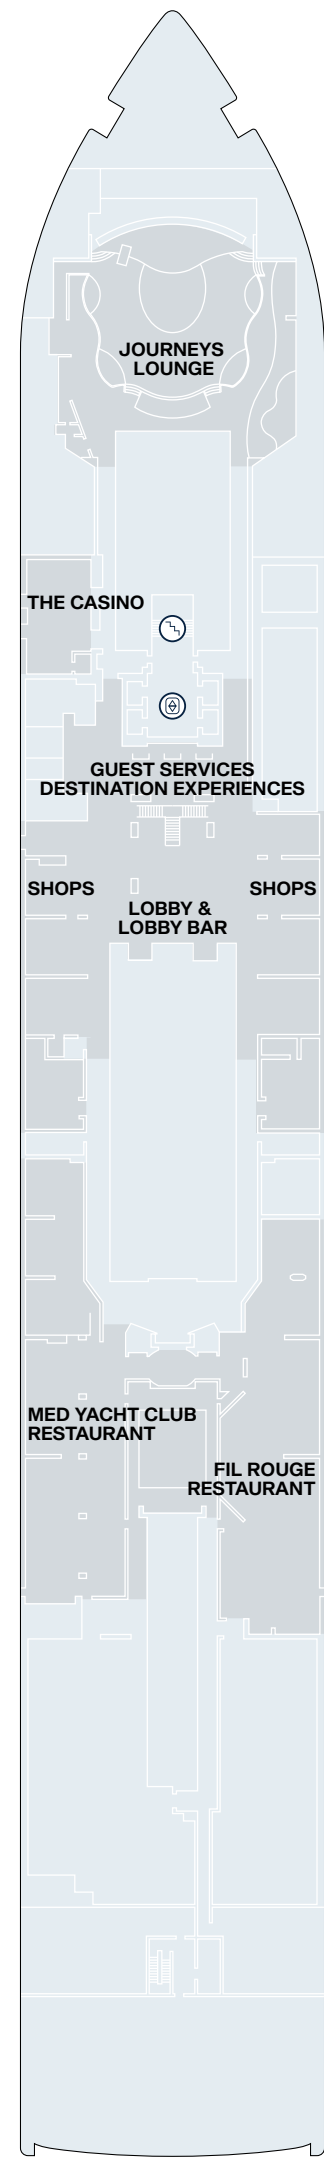 JOURNEYS
LOUNGE
THE CASINO
GUEST SERVICES
DESTINATION EXPERIENCES
SHOPS
SHOPS
LOBBY &
LOBBY BAR
MED YACHT CLUB
RESTAURANT
FIL ROUGE
RESTAURANT